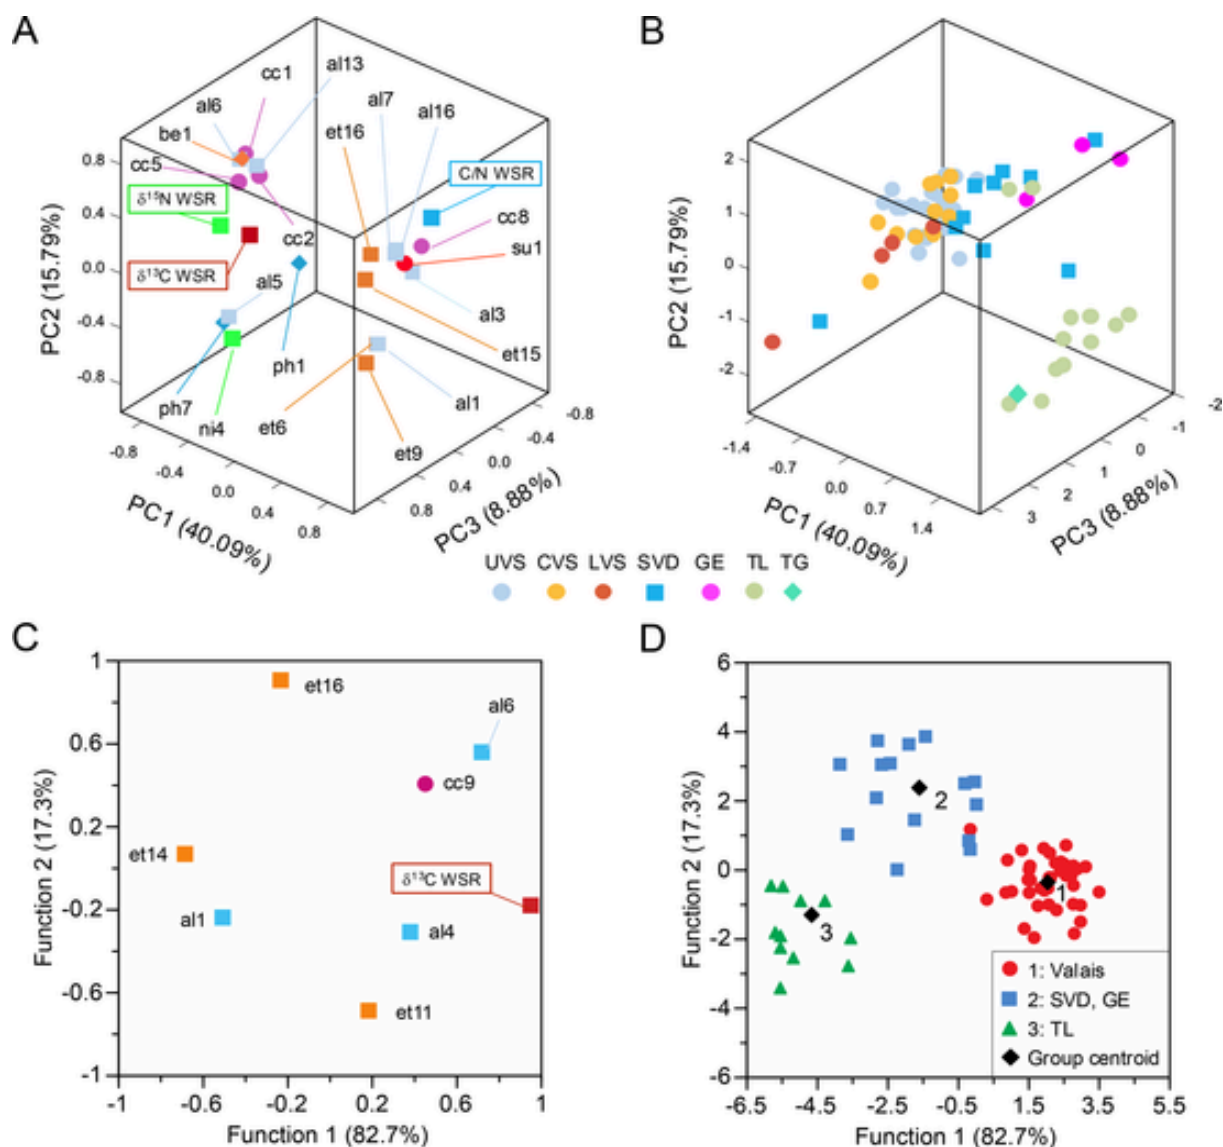 A
B
cc1
al13
al6
al7
al16
be1
et16
cc5
C/N WSR
δ¹⁵N WSR
cc8
cc2
su1
δ¹³C WSR
al5
al3
et15
ph1
ph7
ni4
et6
al1
et9
0.8
0.4
0.0
-0.4
-0.8
PC2 (15.79%)
-0.8
-0.4
0.0
0.4
0.8
PC1 (40.09%)
-0.8
-0.4
0.0
0.4
0.8
PC3 (8.88%)
2
1
0
-1
-2
PC2 (15.79%)
-1.4
-0.7
0.0
0.7
1.4
PC1 (40.09%)
-2
-1
0
1
2
3
PC3 (8.88%)
UVS CVS LVS SVD GE TL TG
C
1
0.6
0.2
-0.2
-0.6
-1
Function 2 (17.3%)
et16
al6
cc9
et14
δ¹³C WSR
al1
al4
et11
-1 -0.6 -0.2 0.2 0.6 1
Function 1 (82.7%)
D
6
4
2
0
-2
-4
-6
Function 2 (17.3%)
2
1
3
1: Valais
2: SVD, GE
3: TL
Group centroid
-6.5 -4.5 -2.5 -0.5 1.5 3.5 5.5
Function 1 (82.7%)